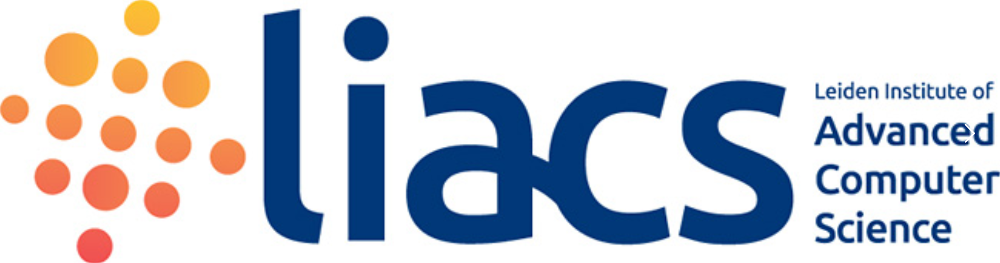 liacs
Leiden Institute of
Advanced
Computer
Science